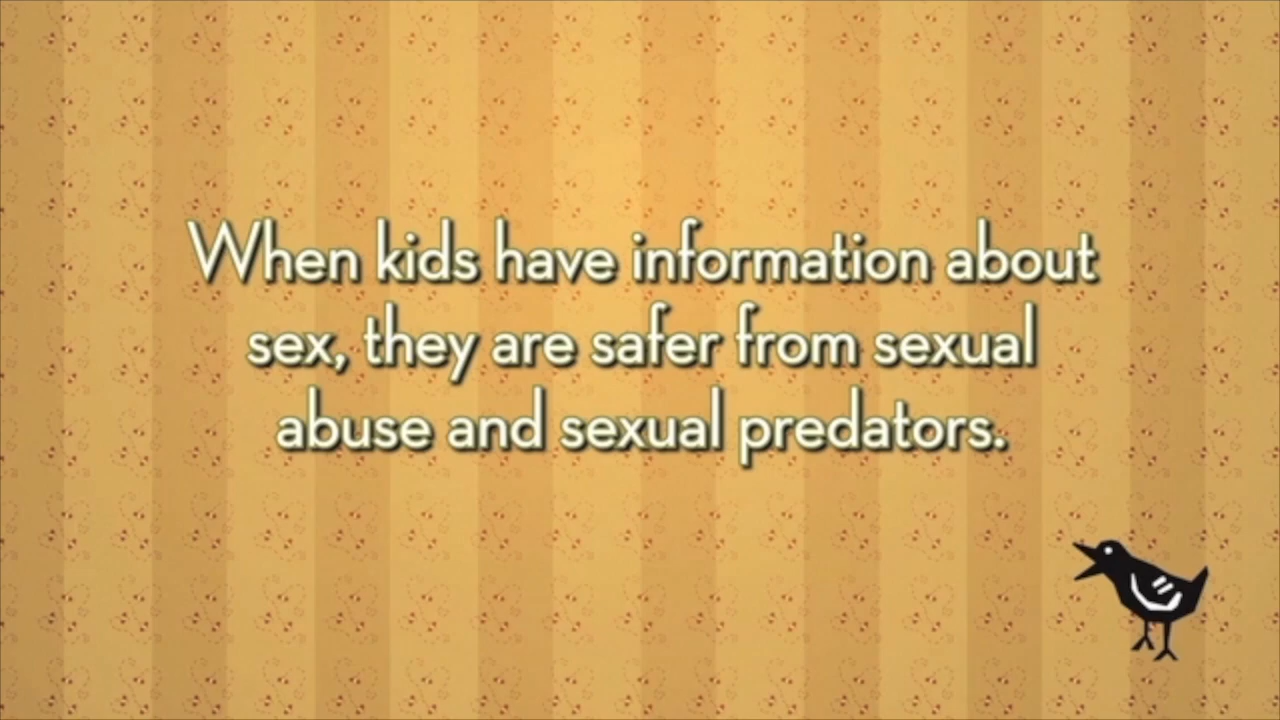 When kids have information about
sex, they are safer from sexual
abuse and sexual predators.